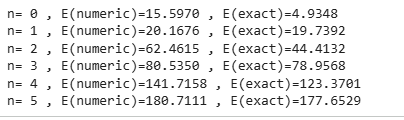 n= 0 , E(numeric)=15.5970 , E(exact)=4.9348
n= 1 , E(numeric)=20.1676 , E(exact)=19.7392
n= 2 , E(numeric)=62.4615 , E(exact)=44.4132
n= 3 , E(numeric)=80.5350 , E(exact)=78.9568
n= 4 , E(numeric)=141.7158 , E(exact)=123.3701
n= 5 , E(numeric)=180.7111 , E(exact)=177.6529